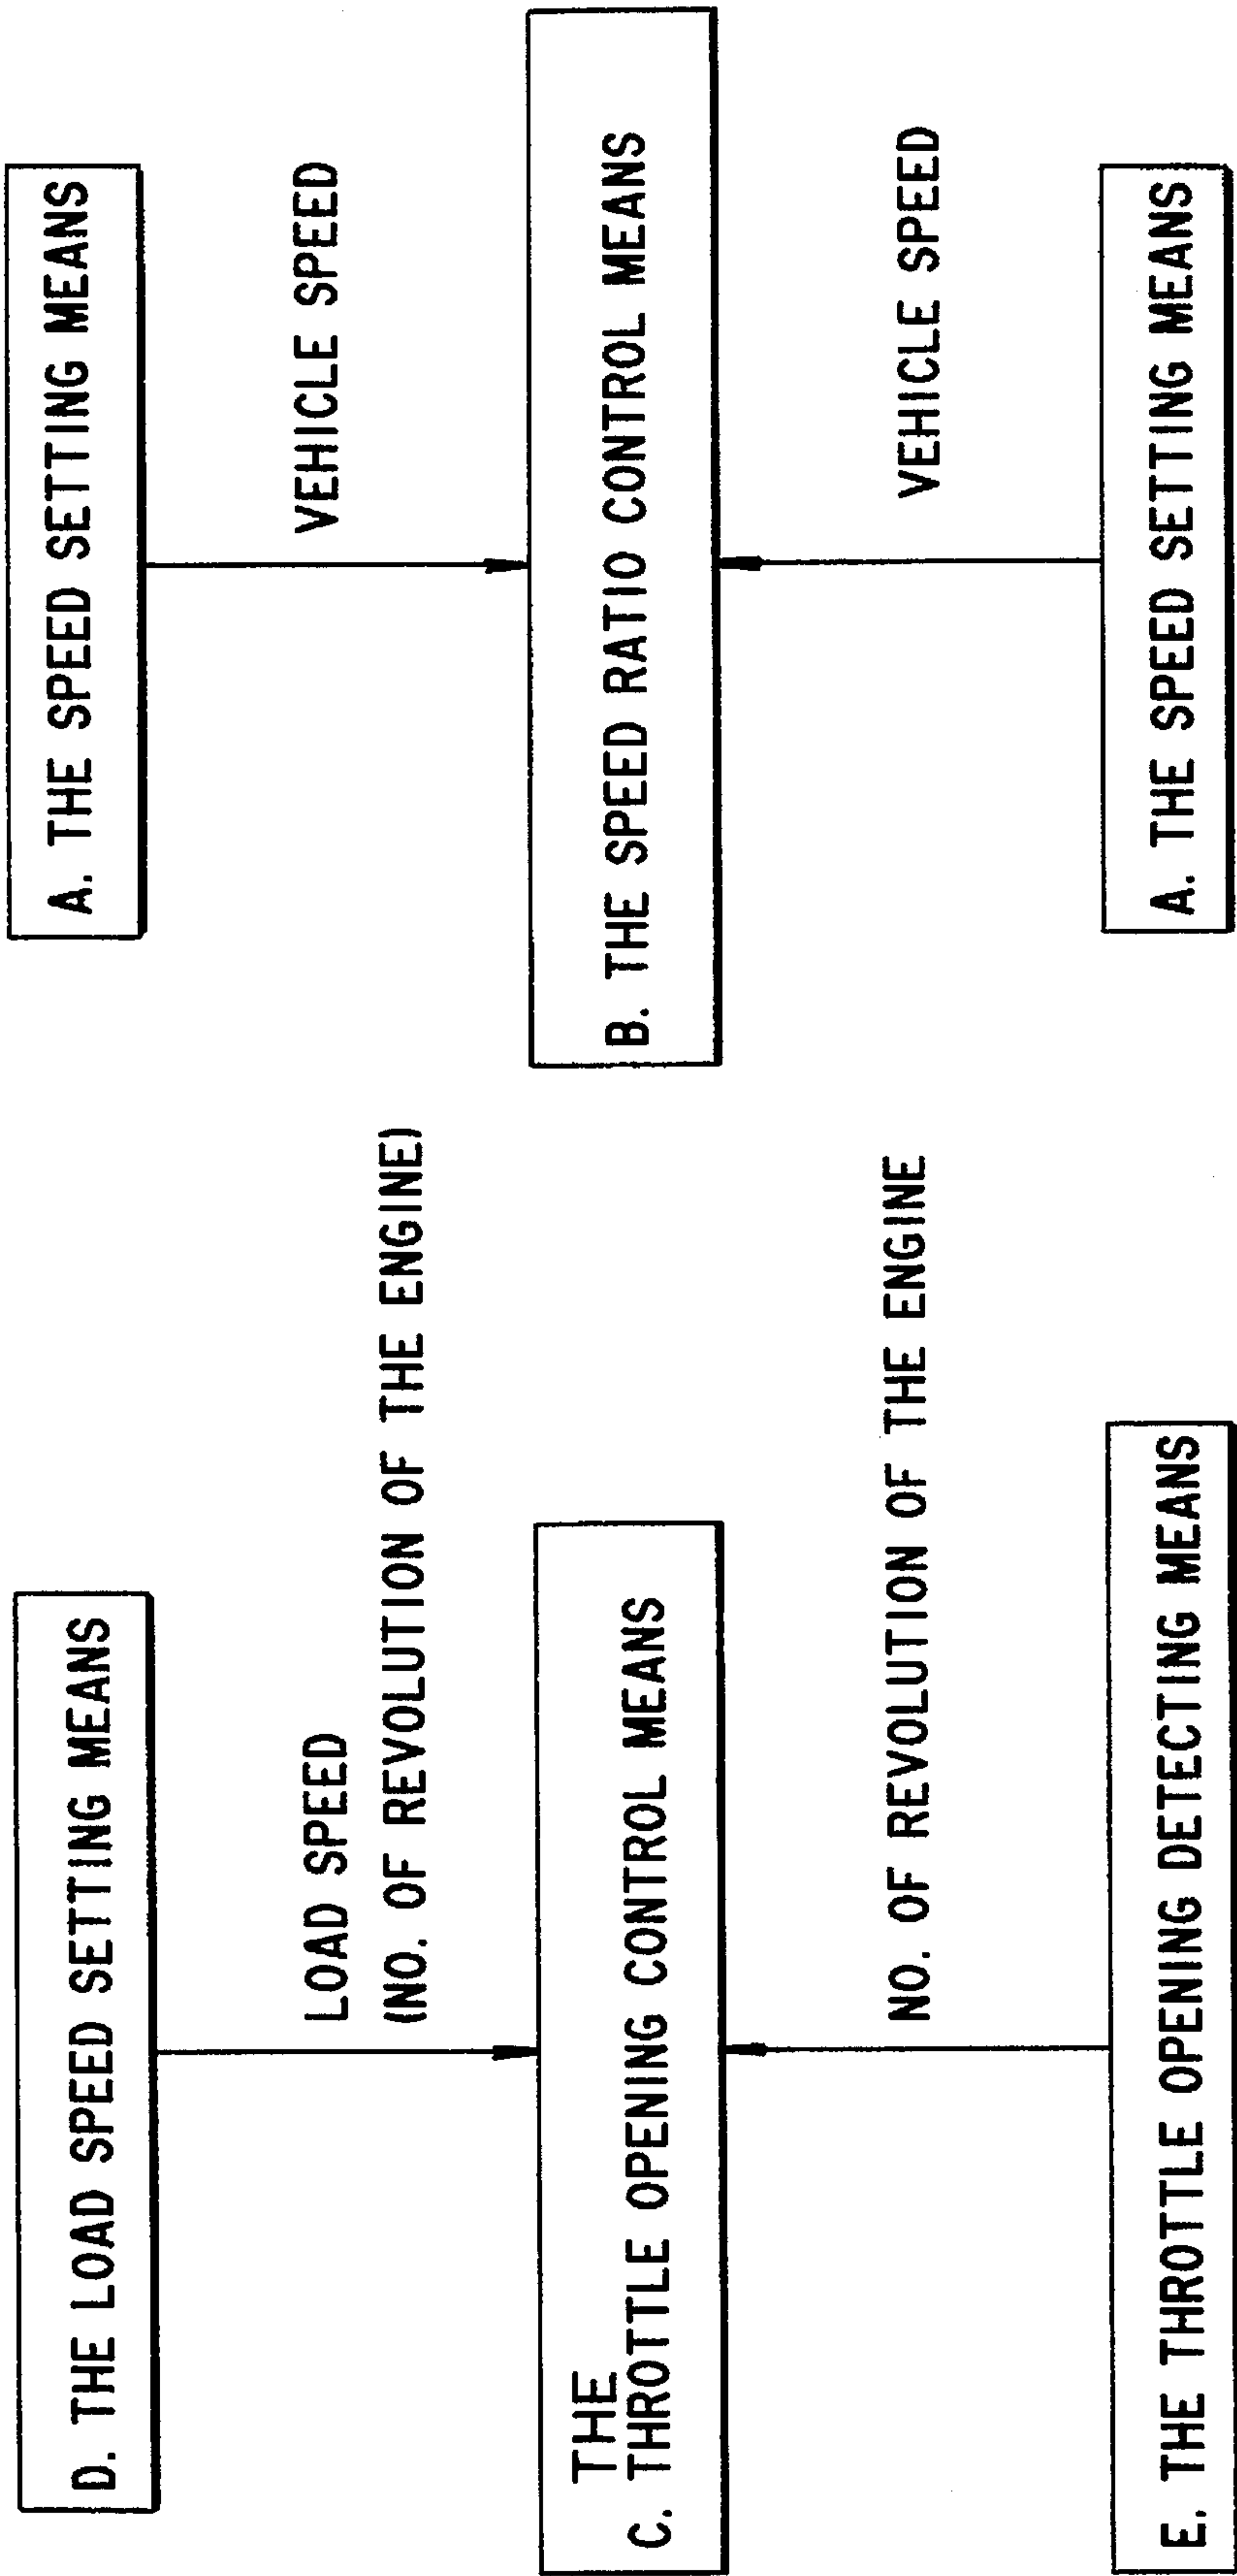 D. THE LOAD SPEED SETTING MEANS
LOAD SPEED
(NO. OF REVOLUTION OF THE ENGINE)
THE
C. THROTTLE OPENING CONTROL MEANS
NO. OF REVOLUTION OF THE ENGINE
E. THE THROTTLE OPENING DETECTING MEANS
A. THE SPEED SETTING MEANS
VEHICLE SPEED
B. THE SPEED RATIO CONTROL MEANS
VEHICLE SPEED
A. THE SPEED SETTING MEANS